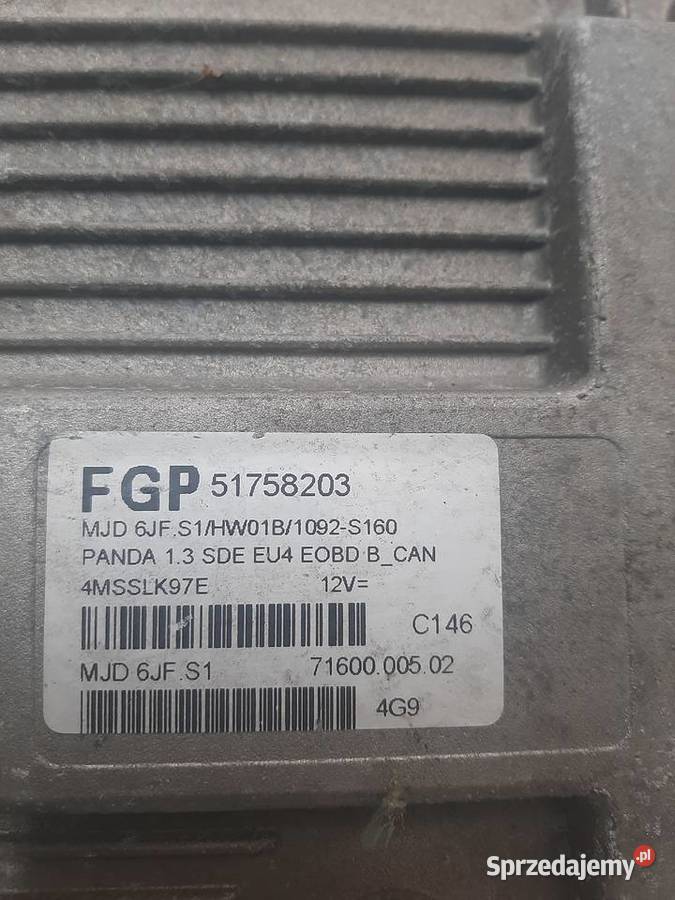 FGP 51758203
MJD 6JF.S1/HW01B/1092-S160
PANDA 1.3 SDE EU4 EOBD B_CAN
4MSSLK97E 12V=
C146
MJD 6JF.S1 71600.005.02
4G9
Sprzedajemy.pl